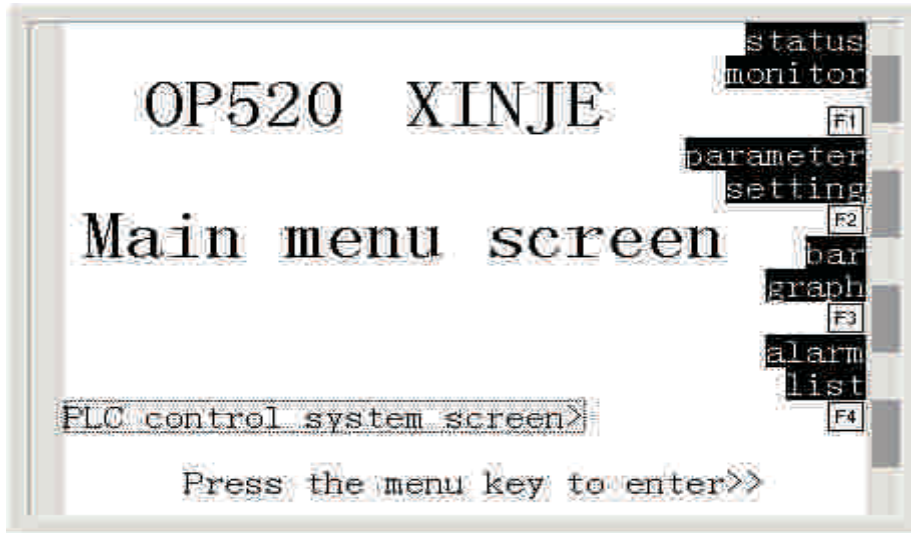 OP520 XINJE
Main menu screen
PLC control system screen>
Press the menu key to enter>>
status
monitor
F1
parameter
setting
F2
bar
graph
F3
alarm
list
F4